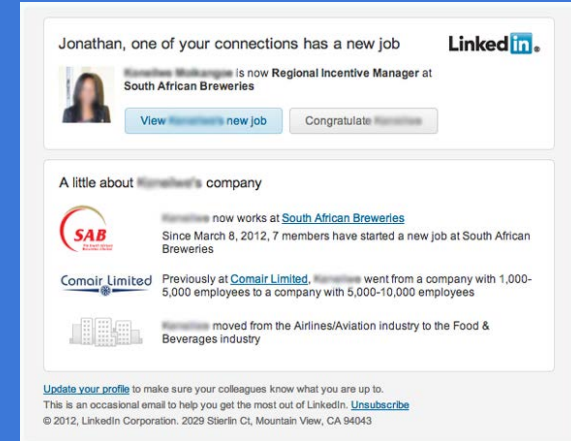 Jonathan, one of your connections has a new job
Linked in.
is now Regional Incentive Manager at
South African Breweries
View new job
Congratulate
A little about company
SAB
now works at South African Breweries
Since March 8, 2012, 7 members have started a new job at South African
Breweries
Comair Limited
Previously at Comair Limited, went from a company with 1,000-
5,000 employees to a company with 5,000-10,000 employees
moved from the Airlines/Aviation industry to the Food &
Beverages industry
Update your profile to make sure your colleagues know what you are up to.
This is an occasional email to help you get the most out of LinkedIn. Unsubscribe
© 2012, LinkedIn Corporation. 2029 Stierlin Ct, Mountain View, CA 94043